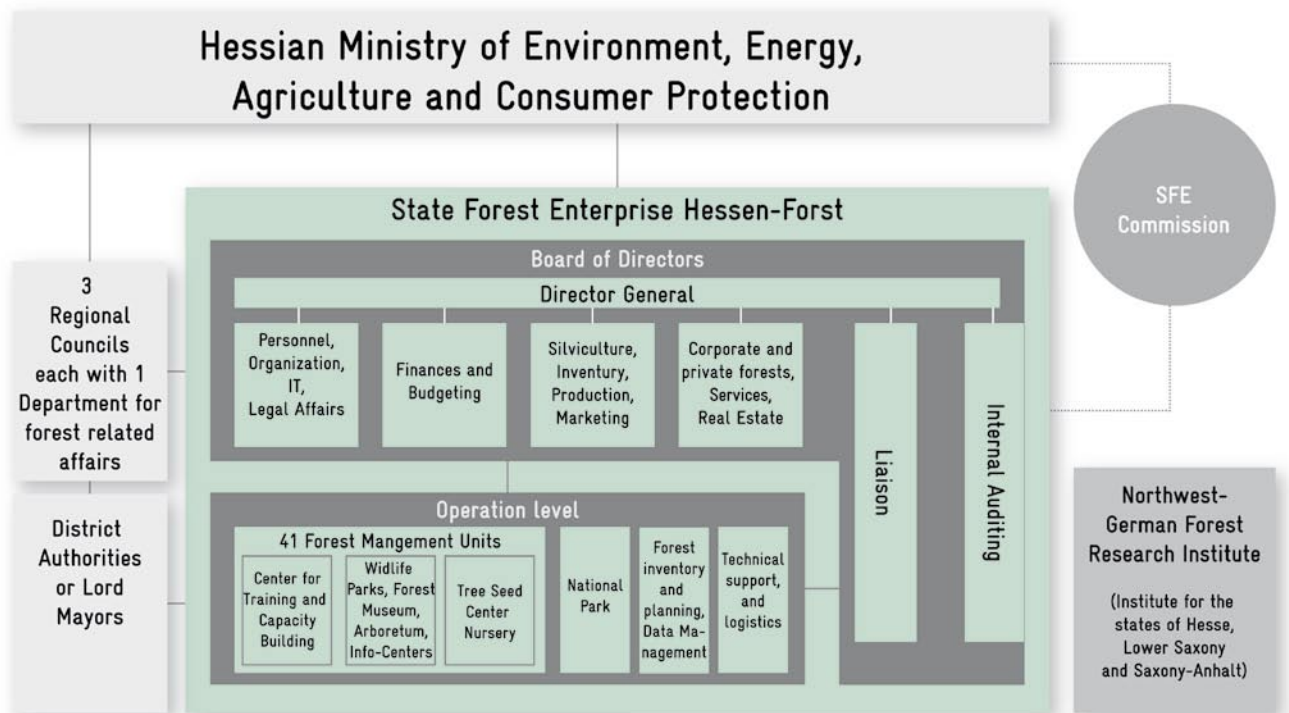 Hessian Ministry of Environment, Energy,
Agriculture and Consumer Protection
SFE
Commission
State Forest Enterprise Hessen-Forst
Board of Directors
Director General
3
Regional
Councils
each with 1
Department for
forest related
affairs
Personnel,
Organization,
IT,
Legal Affairs
Finances and
Budgeting
Silviculture,
Inventory,
Production,
Marketing
Corporate and
private forests,
Services,
Real Estate
Liaison
Internal Auditing
District
Authorities
or Lord
Mayors
Operation level
41 Forest Mangement Units
Center for
Training and
Capacity
Building
Widlife
Parks, Forest
Museum,
Arboretum,
Info-Centers
Tree Seed
Center
Nursery
National
Park
Forest
inventory
and
planning,
Data Ma-
nagement
Technical
support,
and
logistics
Northwest-
German Forest
Research Institute
(Institute for the
states of Hesse,
Lower Saxony
and Saxony-Anhalt)